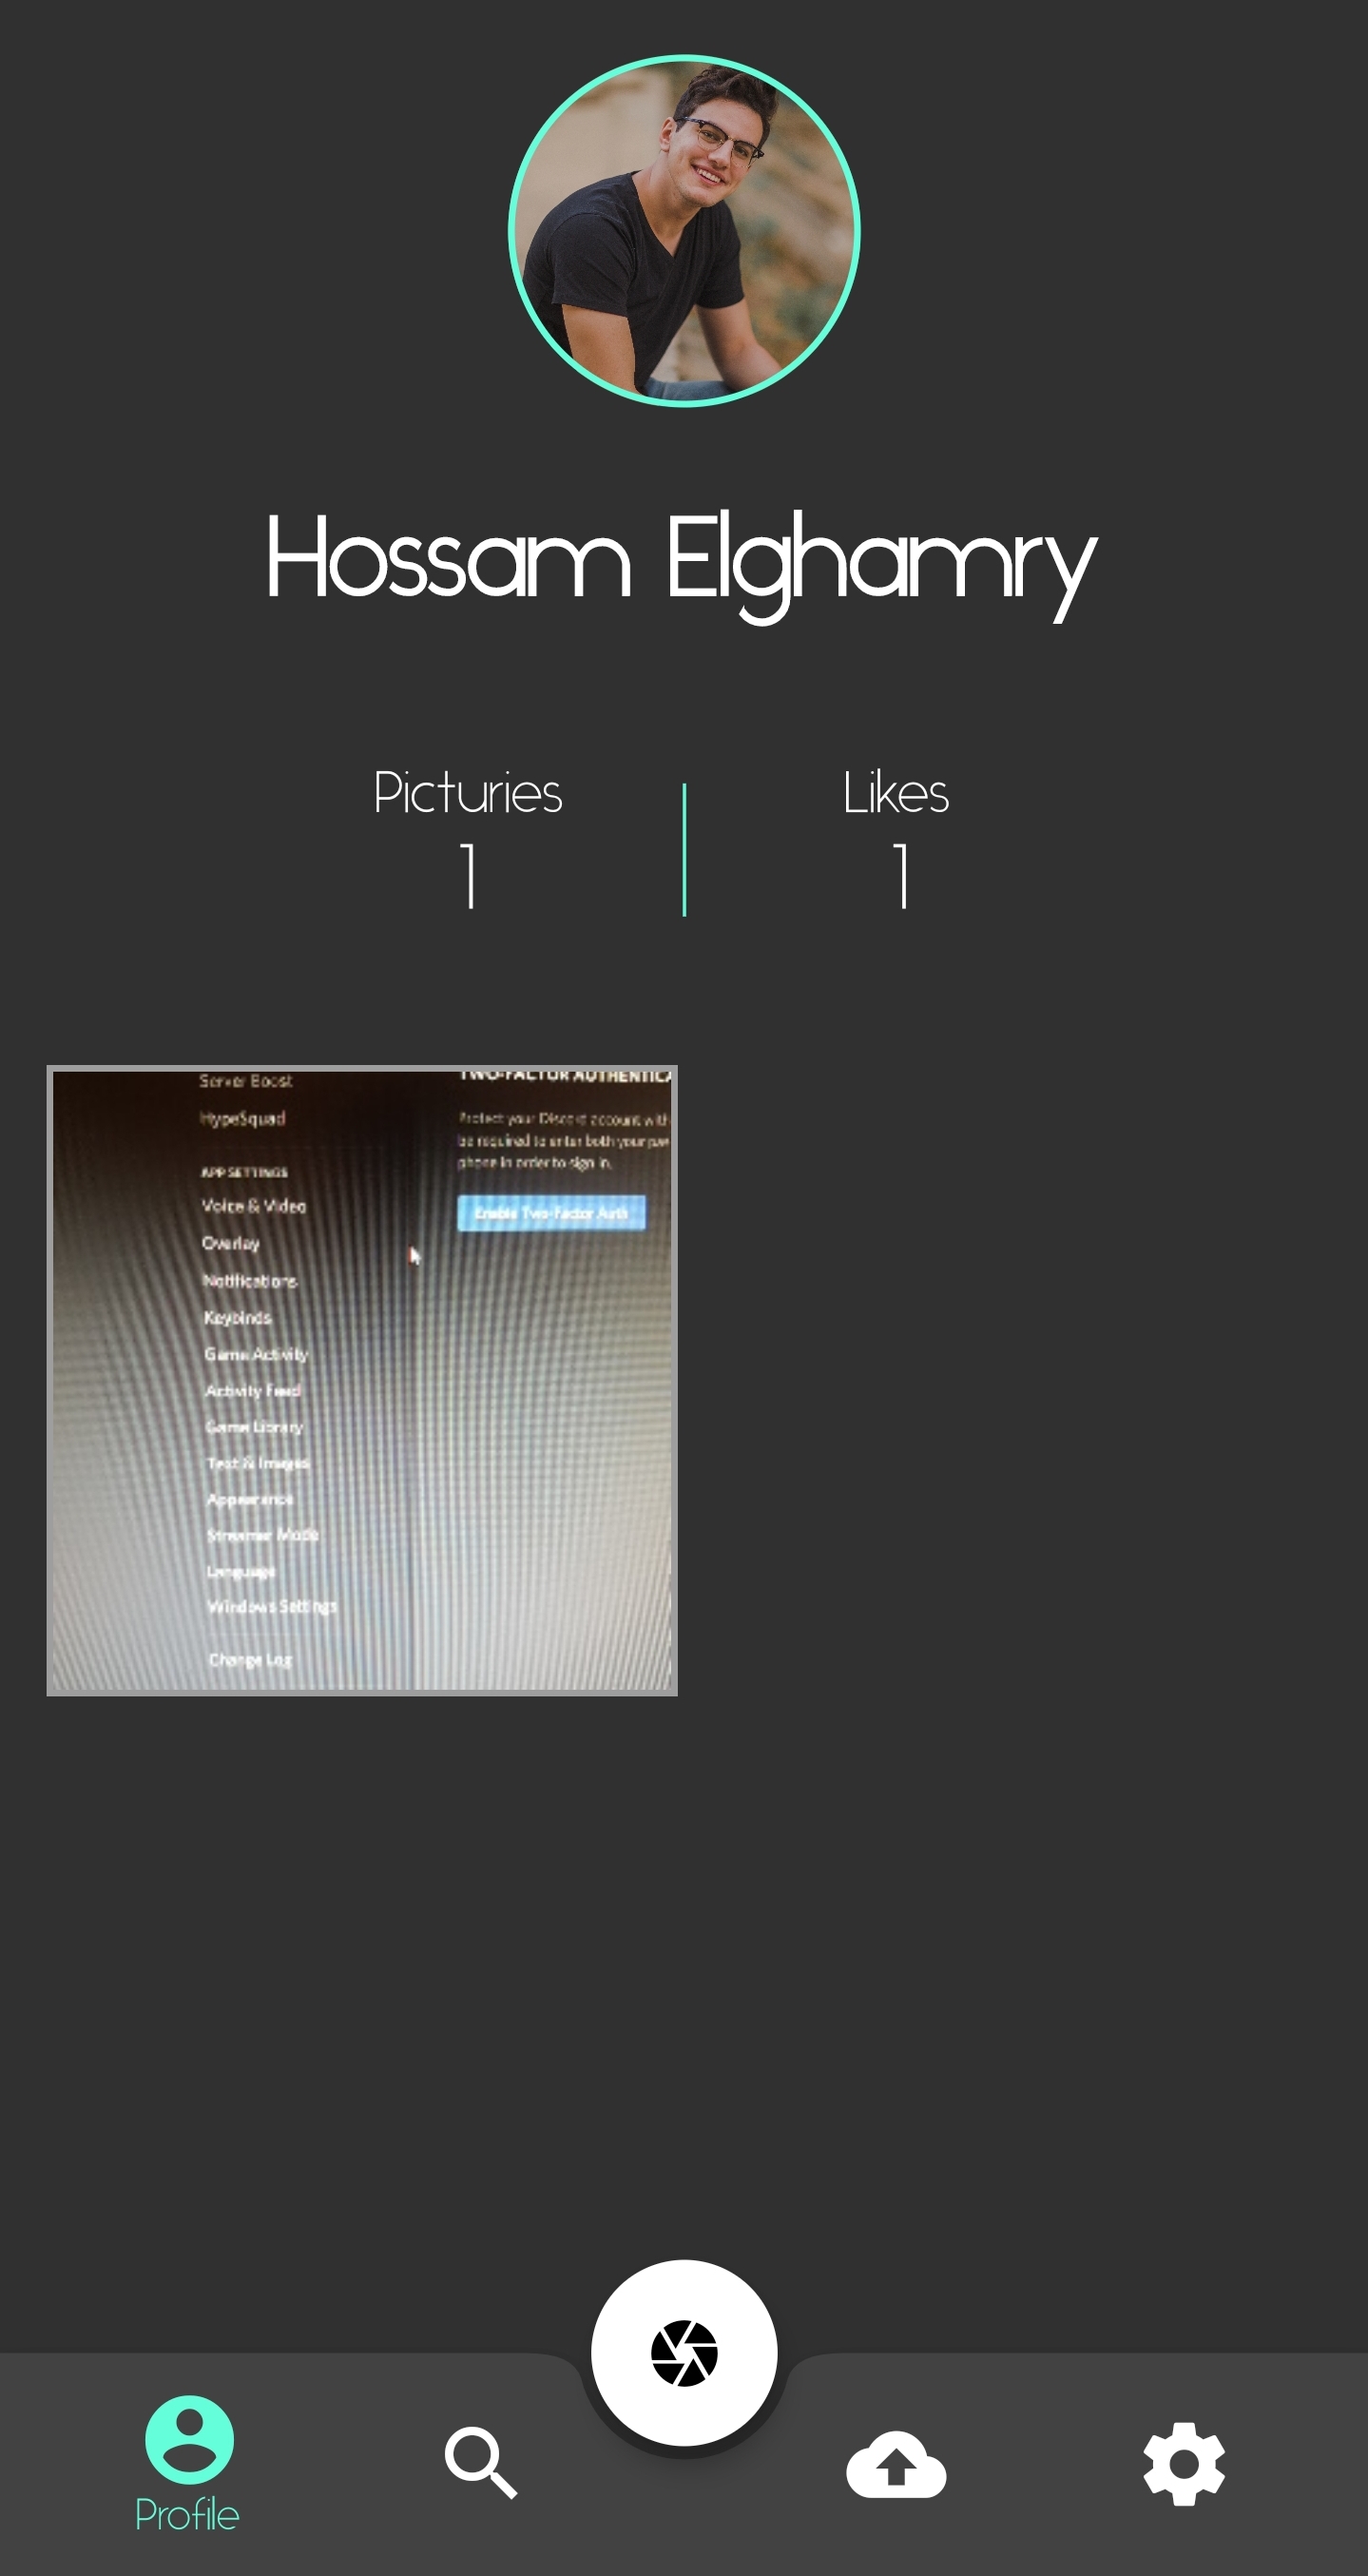 Hossam Elghamry
Picturies
Likes
1
1
Server Boost
HypeSquad
TWO-FACTOR AUTHENTICA
Protect your Discord account with
be required to enter both your pas
phone in order to sign in.
Enable Two-Factor Auth
APP SETTINGS
Voice & Video
Overlay
Notifications
Keybinds
Game Activity
Activity Feed
Game Library
Text & Images
Appearance
Streamer Mode
Language
Windows Settings
Change Log
Profile